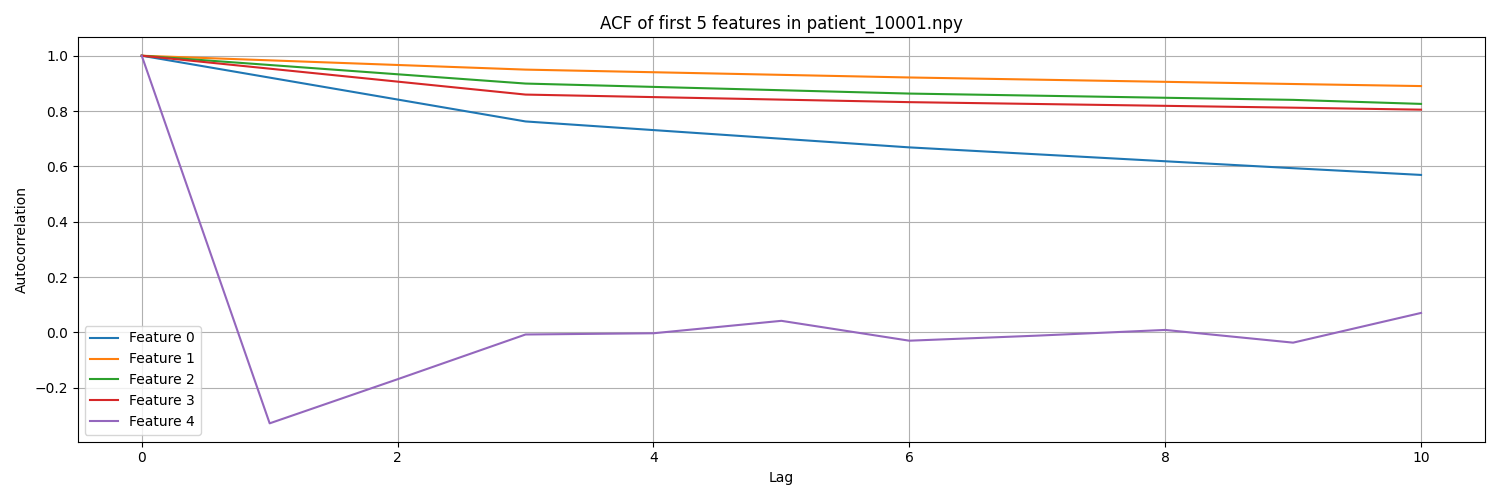 ACF of first 5 features in patient_10001.npy
Autocorrelation
1.0
0.8
0.6
0.4
0.2
0.0
−0.2
Feature 0
Feature 1
Feature 2
Feature 3
Feature 4
0 2 4 6 8 10
Lag